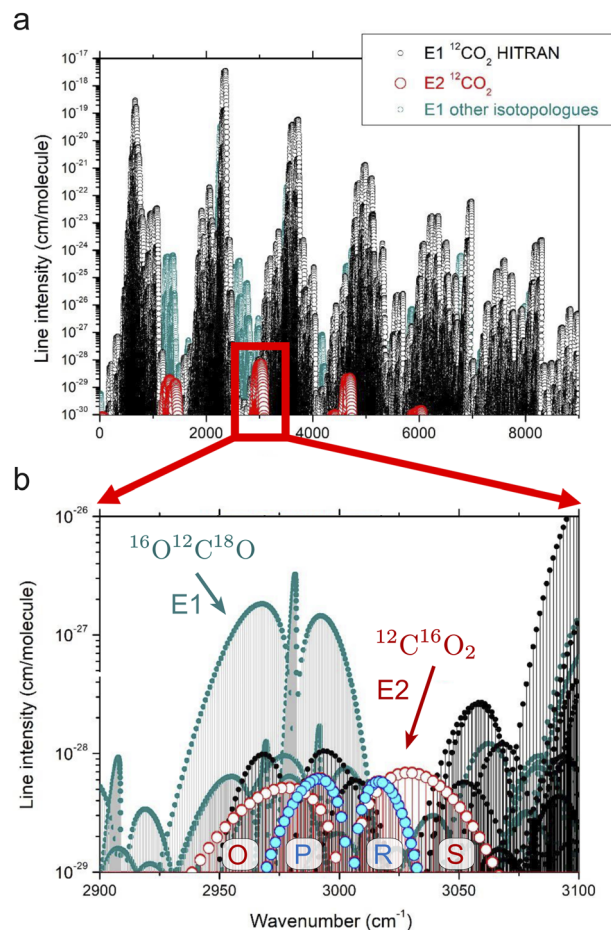 a
E1 ¹²CO₂ HITRAN
E2 ¹²CO₂
E1 other isotopologues
Line intensity (cm/molecule)
10⁻¹⁷
10⁻¹⁸
10⁻¹⁹
10⁻²⁰
10⁻²¹
10⁻²²
10⁻²³
10⁻²⁴
10⁻²⁵
10⁻²⁶
10⁻²⁷
10⁻²⁸
10⁻²⁹
10⁻³⁰
0 2000 4000 6000 8000
b
Line intensity (cm/molecule)
10⁻²⁶
10⁻²⁷
10⁻²⁸
10⁻²⁹
¹⁶O¹²C¹⁸O
E1
¹²C¹⁶O₂
E2
O P R S
2900 2950 3000 3050 3100
Wavenumber (cm⁻¹)